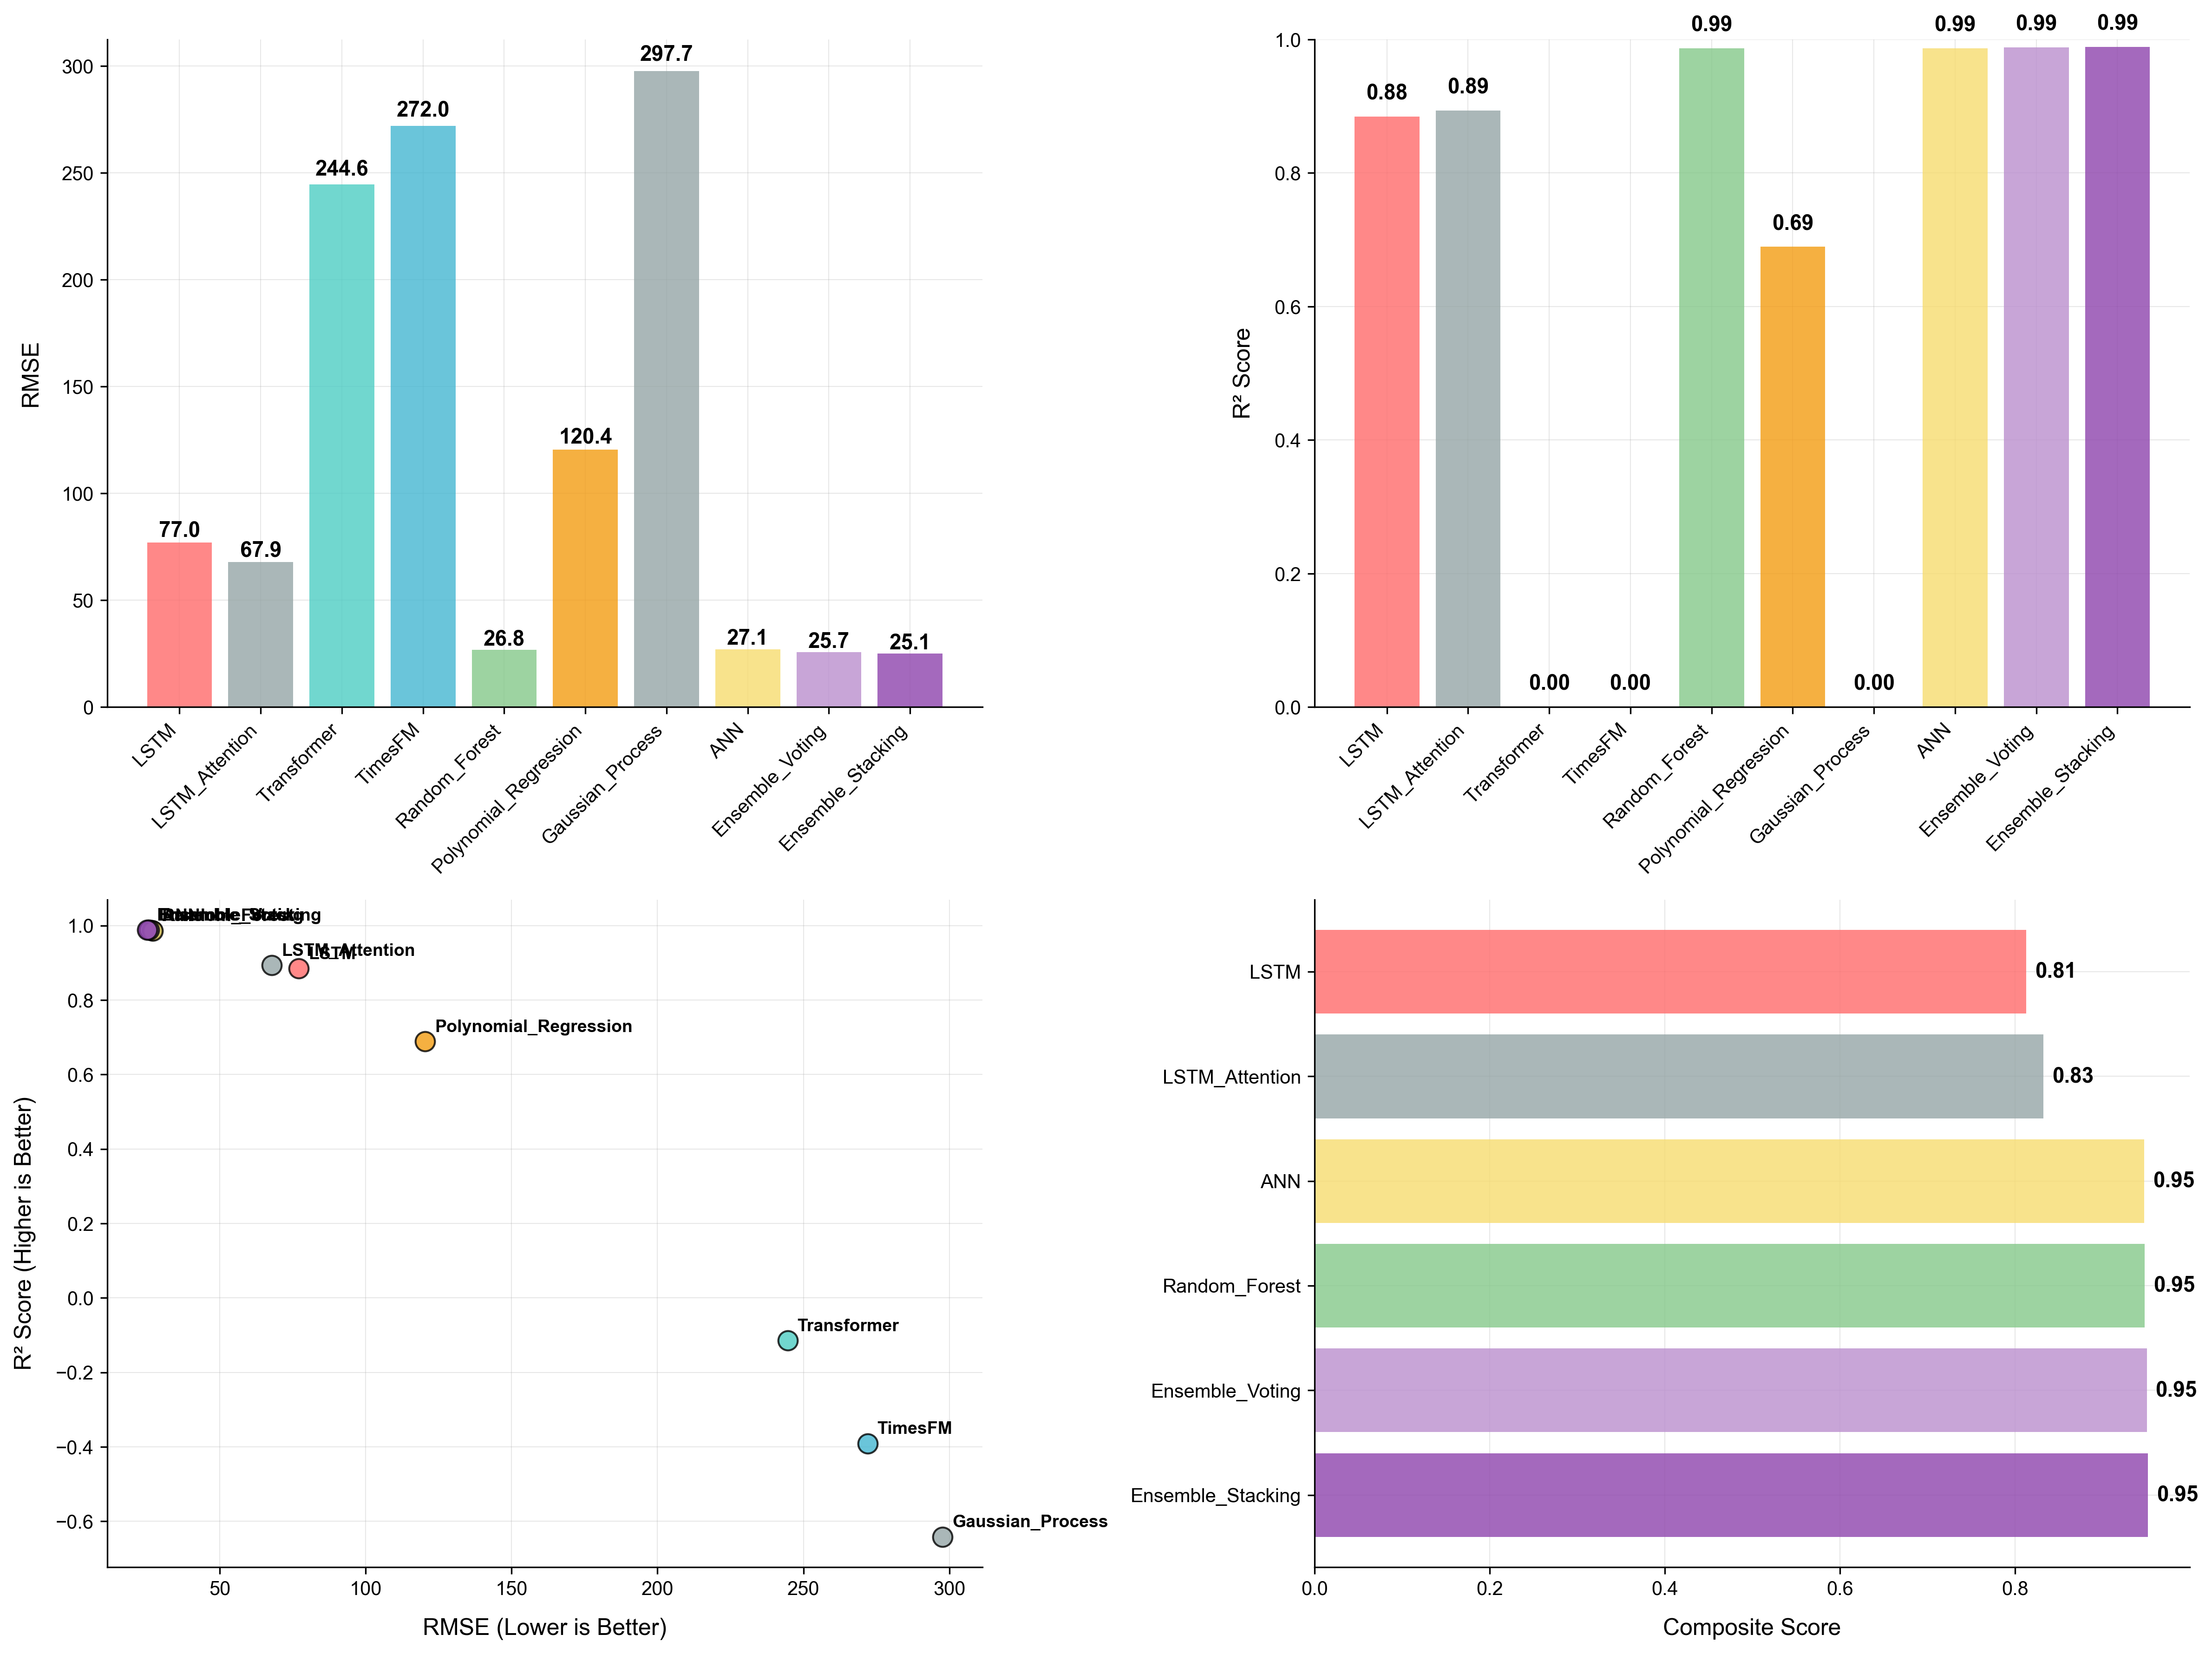 RMSE
300
250
200
150
100
50
0
77.0
67.9
244.6
272.0
26.8
120.4
297.7
27.1
25.7
25.1
LSTM
LSTM_Attention
Transformer
TimesFM
Random_Forest
Polynomial_Regression
Gaussian_Process
ANN
Ensemble_Voting
Ensemble_Stacking
R² Score
1.0
0.8
0.6
0.4
0.2
0.0
0.88
0.89
0.00
0.00
0.99
0.69
0.00
0.99
0.99
0.99
LSTM
LSTM_Attention
Transformer
TimesFM
Random_Forest
Polynomial_Regression
Gaussian_Process
ANN
Ensemble_Voting
Ensemble_Stacking
R² Score (Higher is Better)
1.0
0.8
0.6
0.4
0.2
0.0
−0.2
−0.4
−0.6
LSTM_Attention
LSTM
Polynomial_Regression
Transformer
TimesFM
Gaussian_Process
50
100
150
200
250
300
RMSE (Lower is Better)
LSTM
0.81
LSTM_Attention
0.83
ANN
0.95
Random_Forest
0.95
Ensemble_Voting
0.95
Ensemble_Stacking
0.95
0.0
0.2
0.4
0.6
0.8
Composite Score